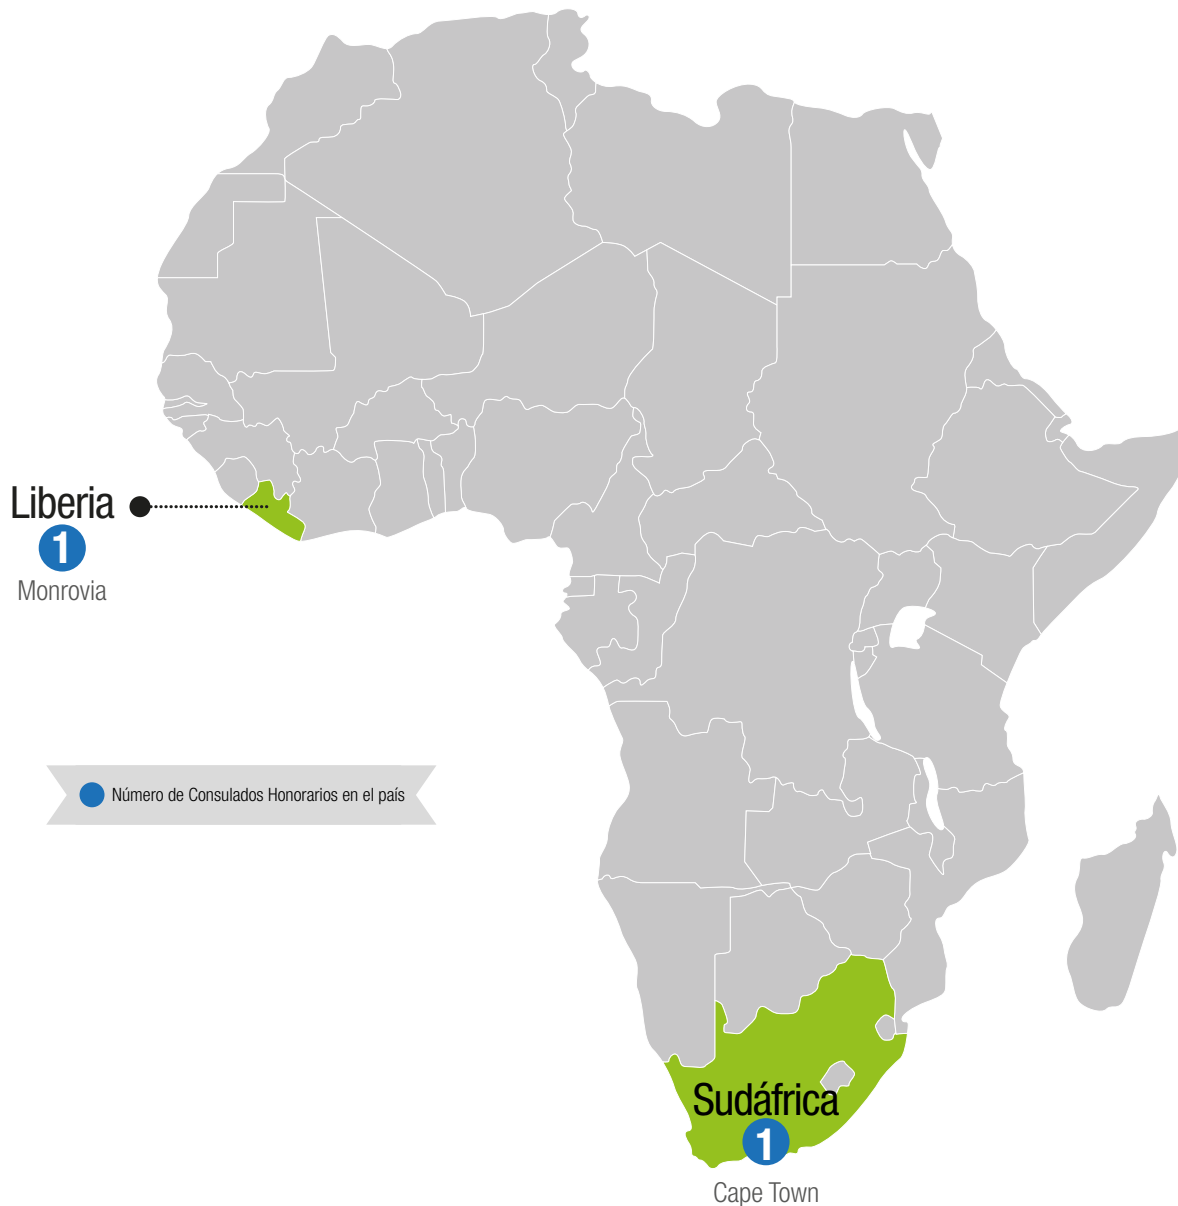 Liberia
1
Monrovia
Número de Consulados Honorarios en el país
Sudáfrica
1
Cape Town